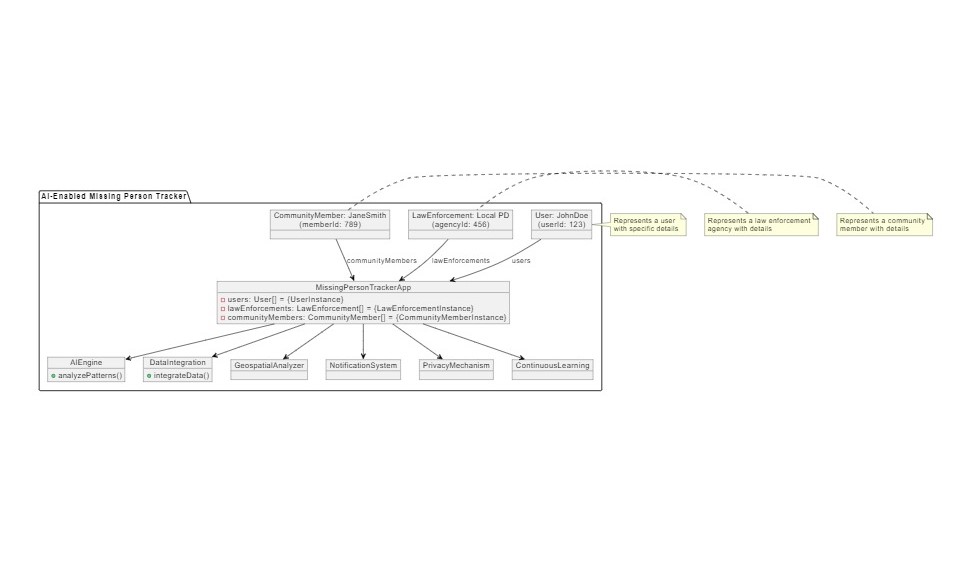 AI-Enabled Missing Person Tracker
CommunityMember: JaneSmith
(memberId: 789)
LawEnforcement: Local PD
(agencyId: 456)
User: JohnDoe
(userId: 123)
Represents a user
with specific details
Represents a law enforcement
agency with details
Represents a community
member with details
communityMembers
lawEnforcements
users
MissingPersonTrackerApp
users: User[] = {UserInstance}
lawEnforcements: LawEnforcement[] = {LawEnforcementInstance}
communityMembers: CommunityMember[] = {CommunityMemberInstance}
AIEngine
analyzePatterns()
DataIntegration
integrateData()
GeospatialAnalyzer
NotificationSystem
PrivacyMechanism
ContinuousLearning